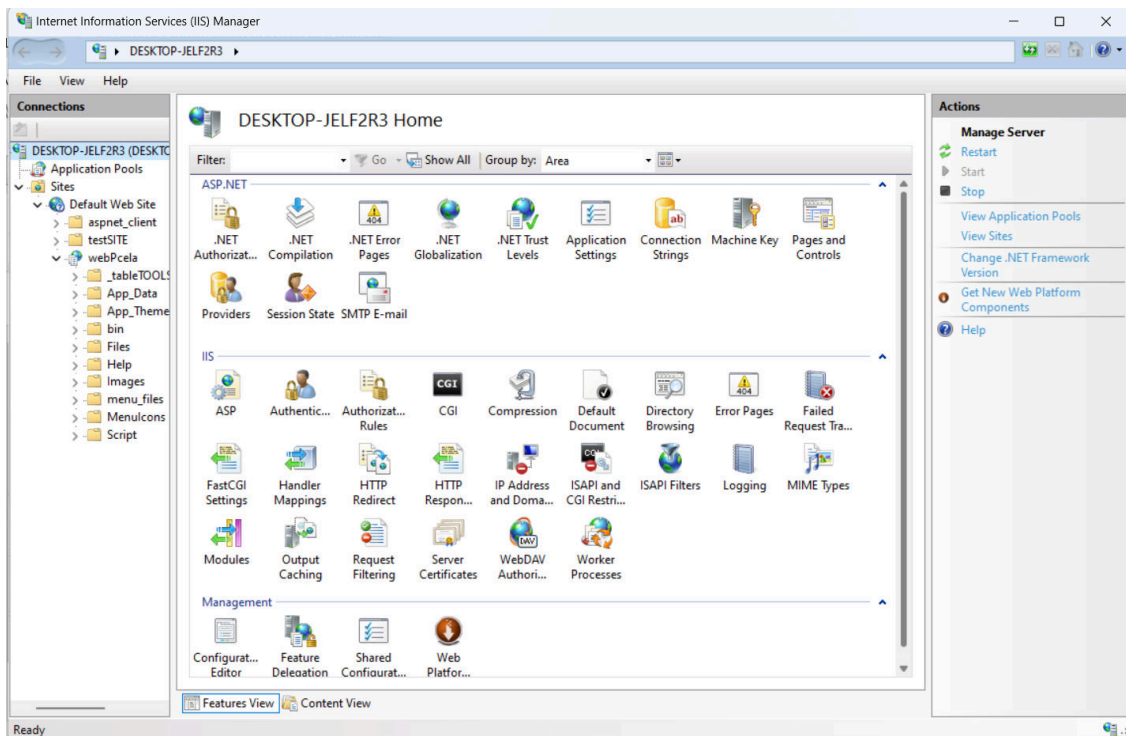 Internet Information Services (IIS) Manager
DESKTOP-JELF2R3
File View Help
Connections
DESKTOP-JELF2R3 (DESKTO
Application Pools
Sites
Default Web Site
aspnet_client
testSITE
webPcela
_tableTOOLS
App_Data
App_Theme
bin
Files
Help
Images
menu_files
MenuIcons
Script
DESKTOP-JELF2R3 Home
Filter: Go Show All Group by: Area
ASP.NET
.NET Authorizat...
.NET Compilation
.NET Error Pages
.NET Globalization
.NET Trust Levels
Application Settings
Connection Strings
Machine Key
Pages and Controls
Providers
Session State
SMTP E-mail
IIS
ASP
Authentic...
Authorizat... Rules
CGI
Compression
Default Document
Directory Browsing
Error Pages
Failed Request Tra...
FastCGI Settings
Handler Mappings
HTTP Redirect
HTTP Respon...
IP Address and Doma...
ISAPI and CGI Restri...
ISAPI Filters
Logging
MIME Types
Modules
Output Caching
Request Filtering
Server Certificates
WebDAV Authori...
Worker Processes
Management
Configurat... Editor
Feature Delegation
Shared Configurat...
Web Platfor...
Features View Content View
Actions
Manage Server
Restart
Start
Stop
View Application Pools
View Sites
Change .NET Framework
Version
Get New Web Platform
Components
Help
Ready